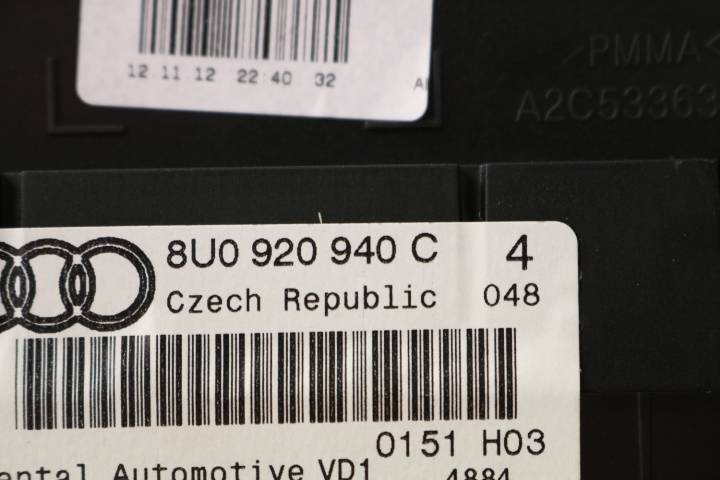 12 11 12 22:40 32
PMMA<
A2C53363
8U0 920 940 C 4
Czech Republic 048
0151 H03
ental Automotive VD1
4884